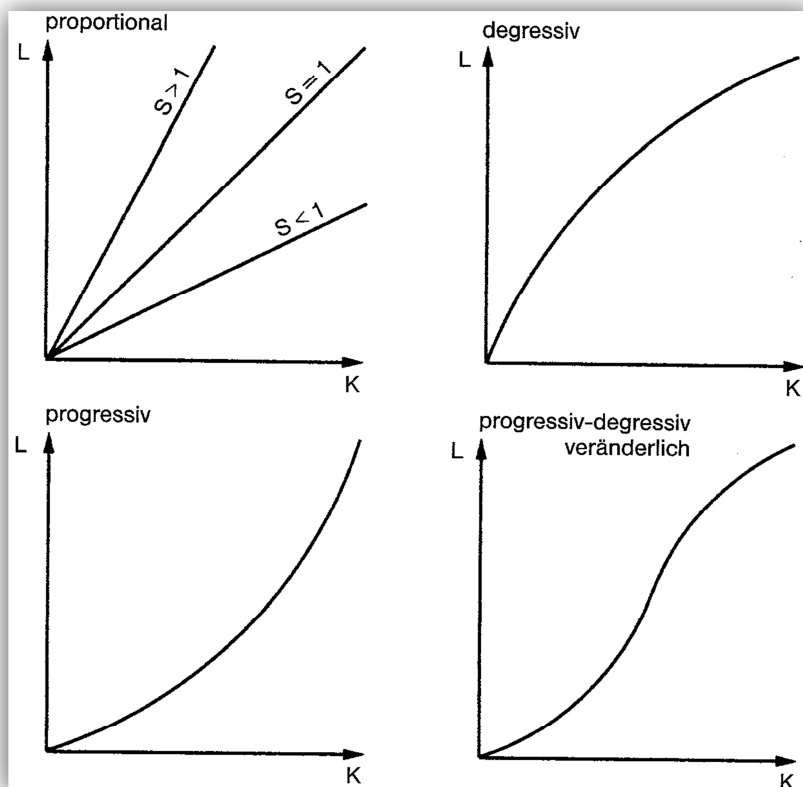 proportional
L
S > 1
S = 1
S < 1
K
degressiv
L
K
progressiv
L
K
progressiv-degressiv
veränderlich
L
K